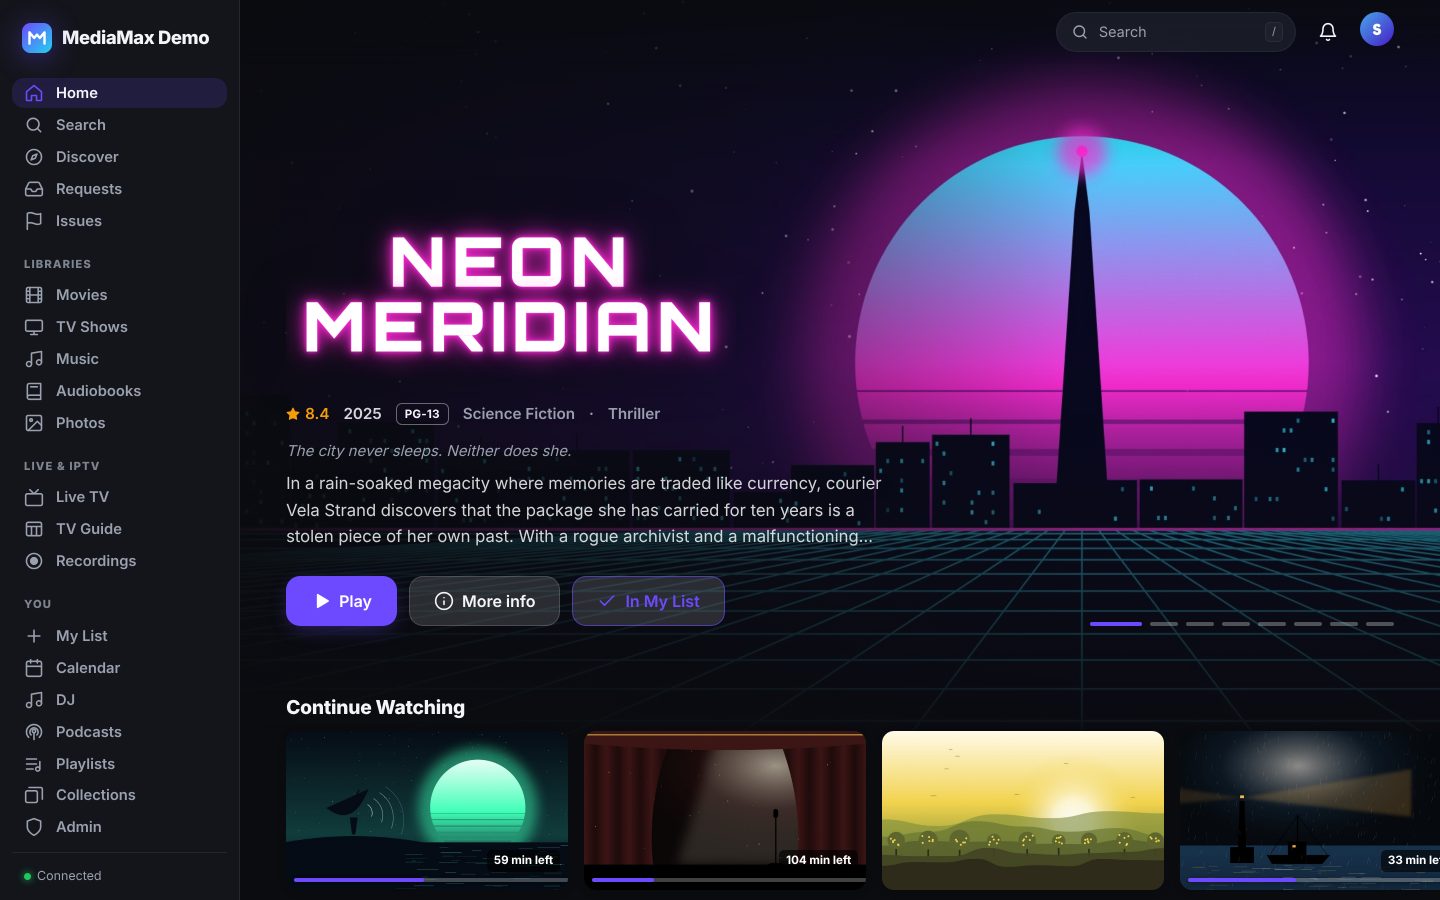 MediaMax Demo
Home
Search
Discover
Requests
Issues
LIBRARIES
Movies
TV Shows
Music
Audiobooks
Photos
LIVE & IPTV
Live TV
TV Guide
Recordings
YOU
My List
Calendar
DJ
Podcasts
Playlists
Collections
Admin
Connected
Search /
S
NEON
MERIDIAN
8.4 2025 PG-13 Science Fiction · Thriller
The city never sleeps. Neither does she.
In a rain-soaked megacity where memories are traded like currency, courier
Vela Strand discovers that the package she has carried for ten years is a
stolen piece of her own past. With a rogue archivist and a malfunctioning...
Play More info In My List
Continue Watching
59 min left 104 min left 33 min